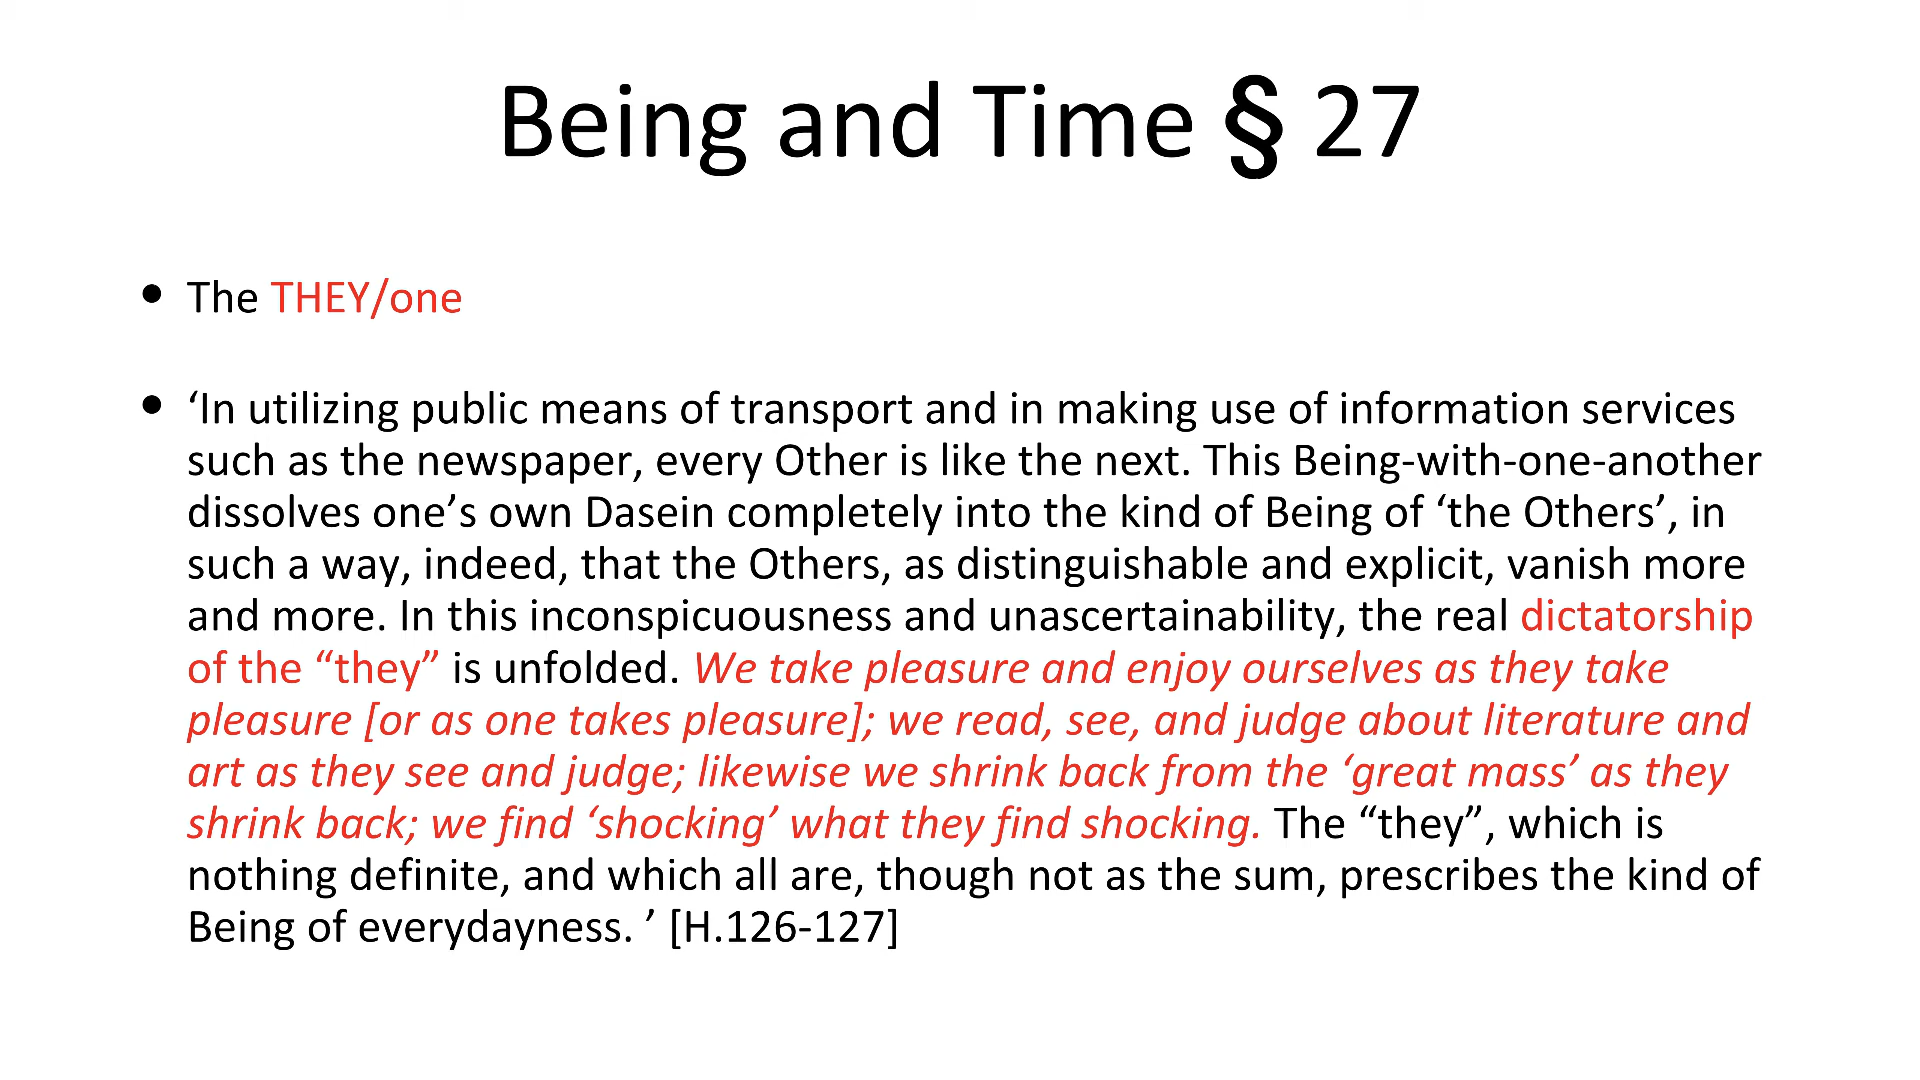 Being and Time § 27
• The THEY/one
• ‘In utilizing public means of transport and in making use of information services
such as the newspaper, every Other is like the next. This Being-with-one-another
dissolves one’s own Dasein completely into the kind of Being of ‘the Others’, in
such a way, indeed, that the Others, as distinguishable and explicit, vanish more
and more. In this inconspicuousness and unascertainability, the real dictatorship
of the “they” is unfolded. We take pleasure and enjoy ourselves as they take
pleasure [or as one takes pleasure]; we read, see, and judge about literature and
art as they see and judge; likewise we shrink back from the ‘great mass’ as they
shrink back; we find ‘shocking’ what they find shocking. The “they”, which is
nothing definite, and which all are, though not as the sum, prescribes the kind of
Being of everydayness. ’ [H.126-127]